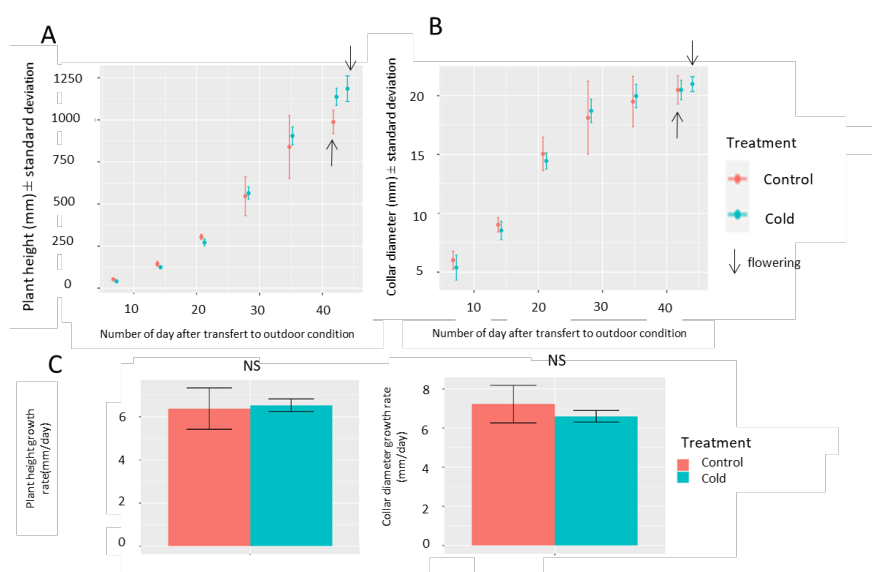 A
B
Plant height (mm) ± standard deviation
1250
1000
750
500
250
0
10
20
30
40
Number of day after transfert to outdoor condition
Collar diameter (mm) ± standard deviation
20
15
10
5
10
20
30
40
Number of day after transfert to outdoor condition
Treatment
Control
Cold
flowering
C
NS
Plant height growth
rate(mm/day)
6
4
2
0
NS
Collar diameter growth rate
(mm/day)
8
6
4
2
0
Treatment
Control
Cold